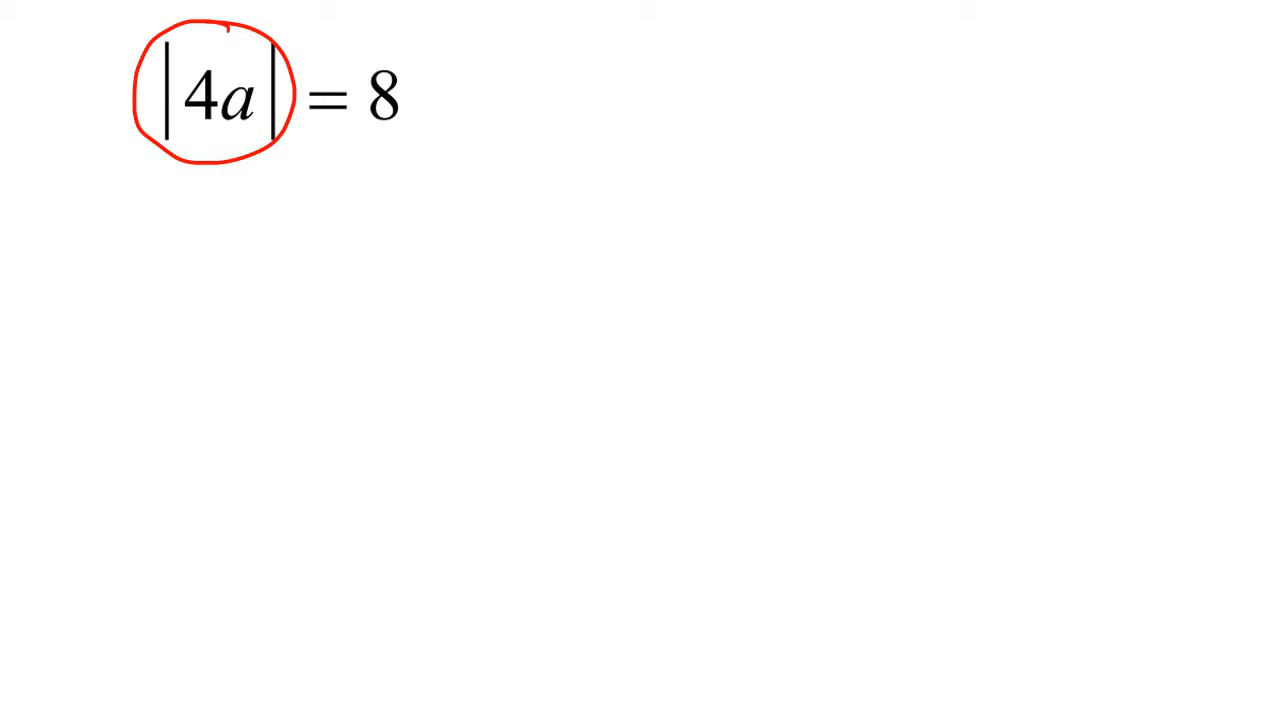 |4a| = 8